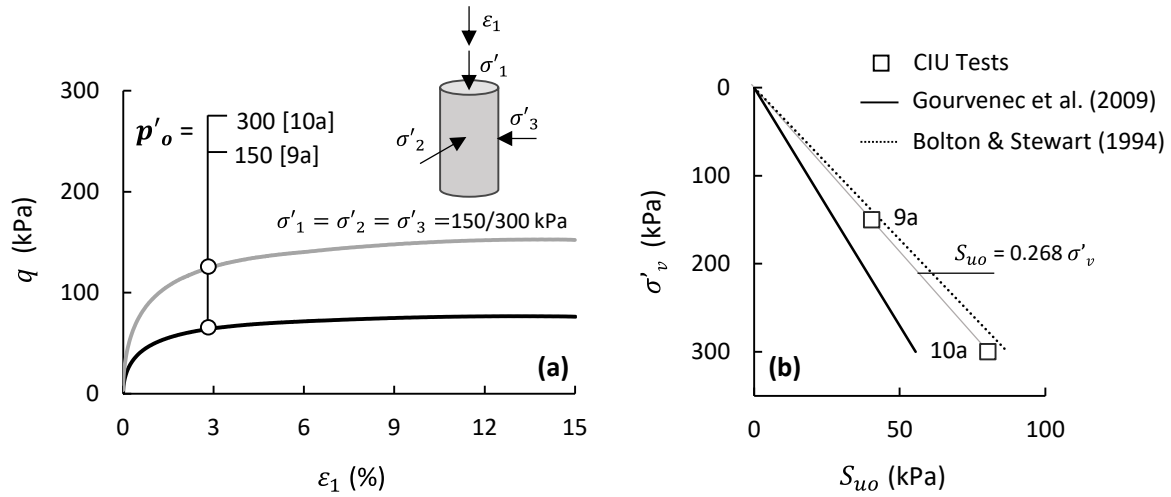 ε₁
σ'₁
σ'₃
σ'₂
300
p'ₒ =
300 [10a]
150 [9a]
200
σ'₁ = σ'₂ = σ'₃ =150/300 kPa
q (kPa)
100
0
(a)
0 3 6 9 12 15
ε₁ (%)
CIU Tests
Gourvenec et al. (2009)
Bolton & Stewart (1994)
0
100
9a
σ'ᵥ (kPa)
Sᵤₒ = 0.268 σ'ᵥ
200
300
10a
(b)
0 50 100
Sᵤₒ (kPa)